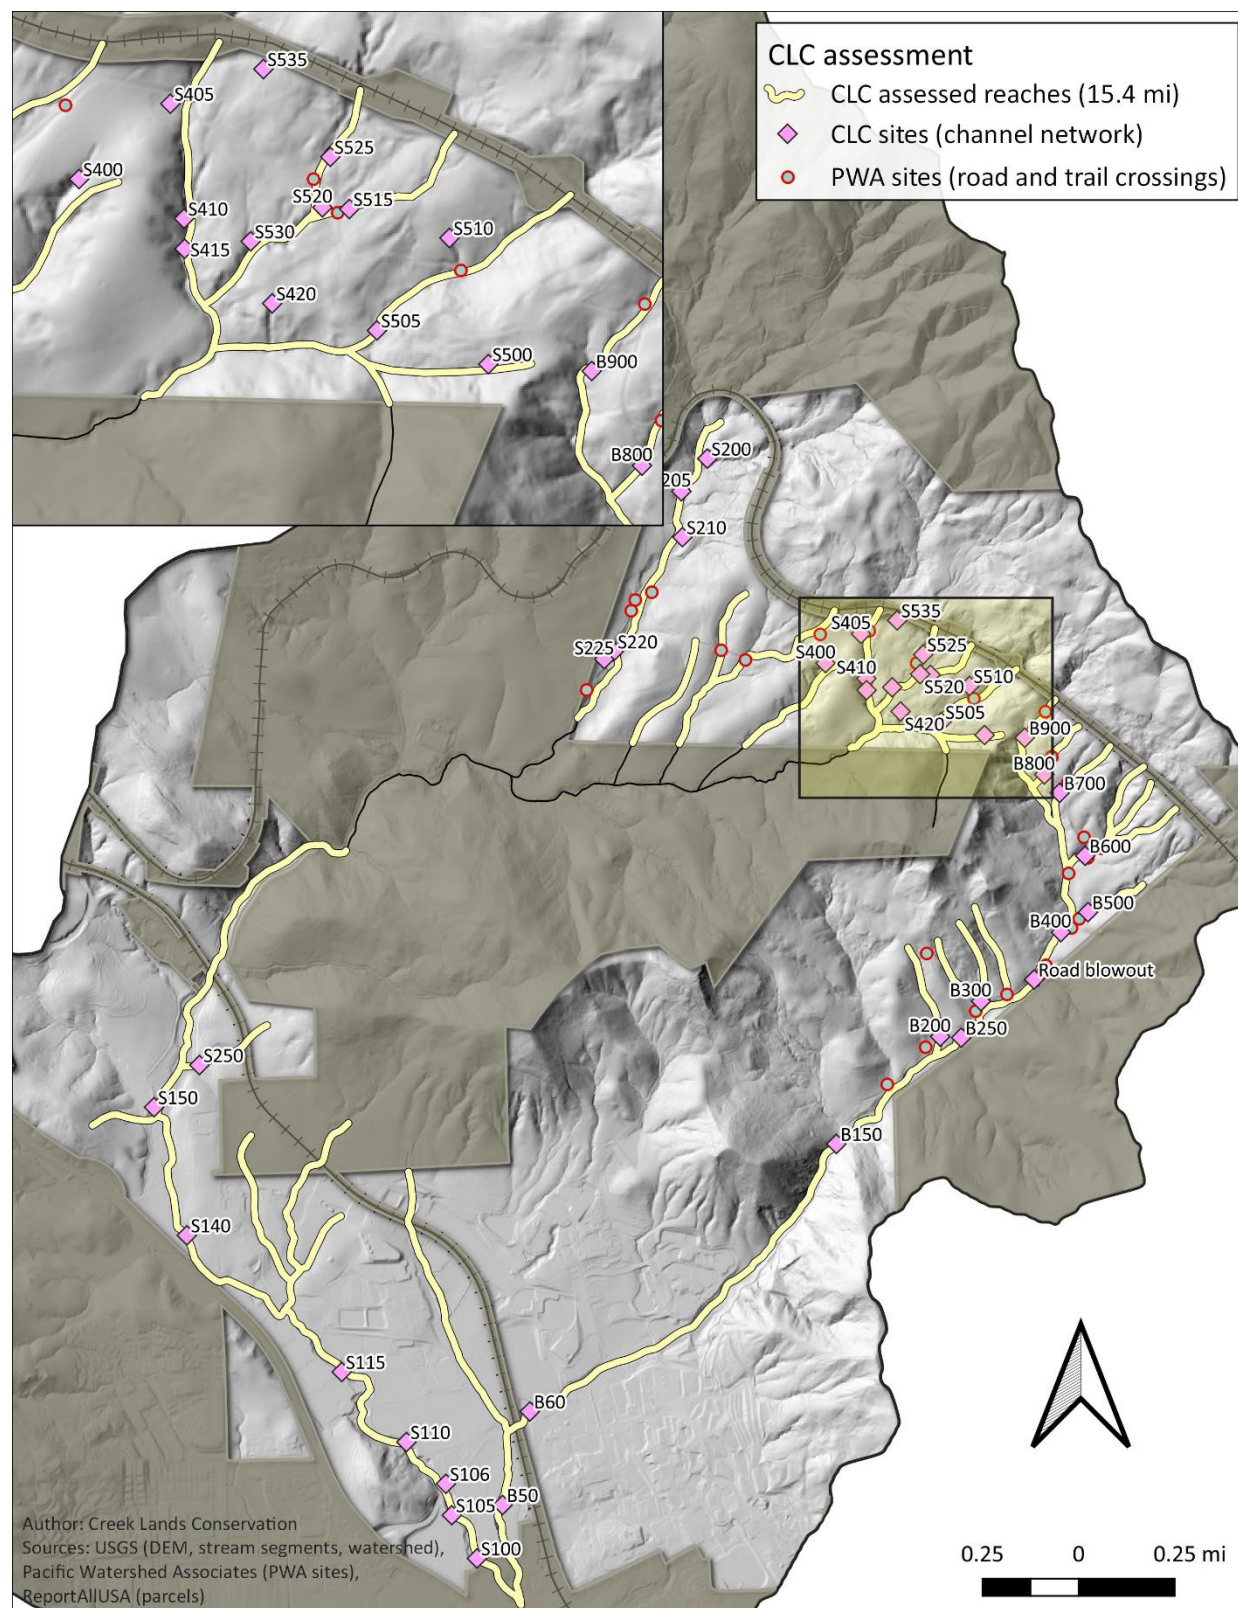 CLC assessment
CLC assessed reaches (15.4 mi)
CLC sites (channel network)
PWA sites (road and trail crossings)
S535
S405
S525
S400
S520
S515
S410
S530
S510
S415
S420
S505
S500
B900
B800
S200
205
S210
S535
S405
S525
S225
S220
S400
S410
S510
S520
S505
S420
B900
B800
B700
B600
B500
B400
Road blowout
B300
B200
B250
S250
S150
B150
S140
S115
B60
S110
S106
B50
S105
S100
Author: Creek Lands Conservation
Sources: USGS (DEM, stream segments, watershed),
Pacific Watershed Associates (PWA sites),
ReportAllUSA (parcels)
0.25 0 0.25 mi